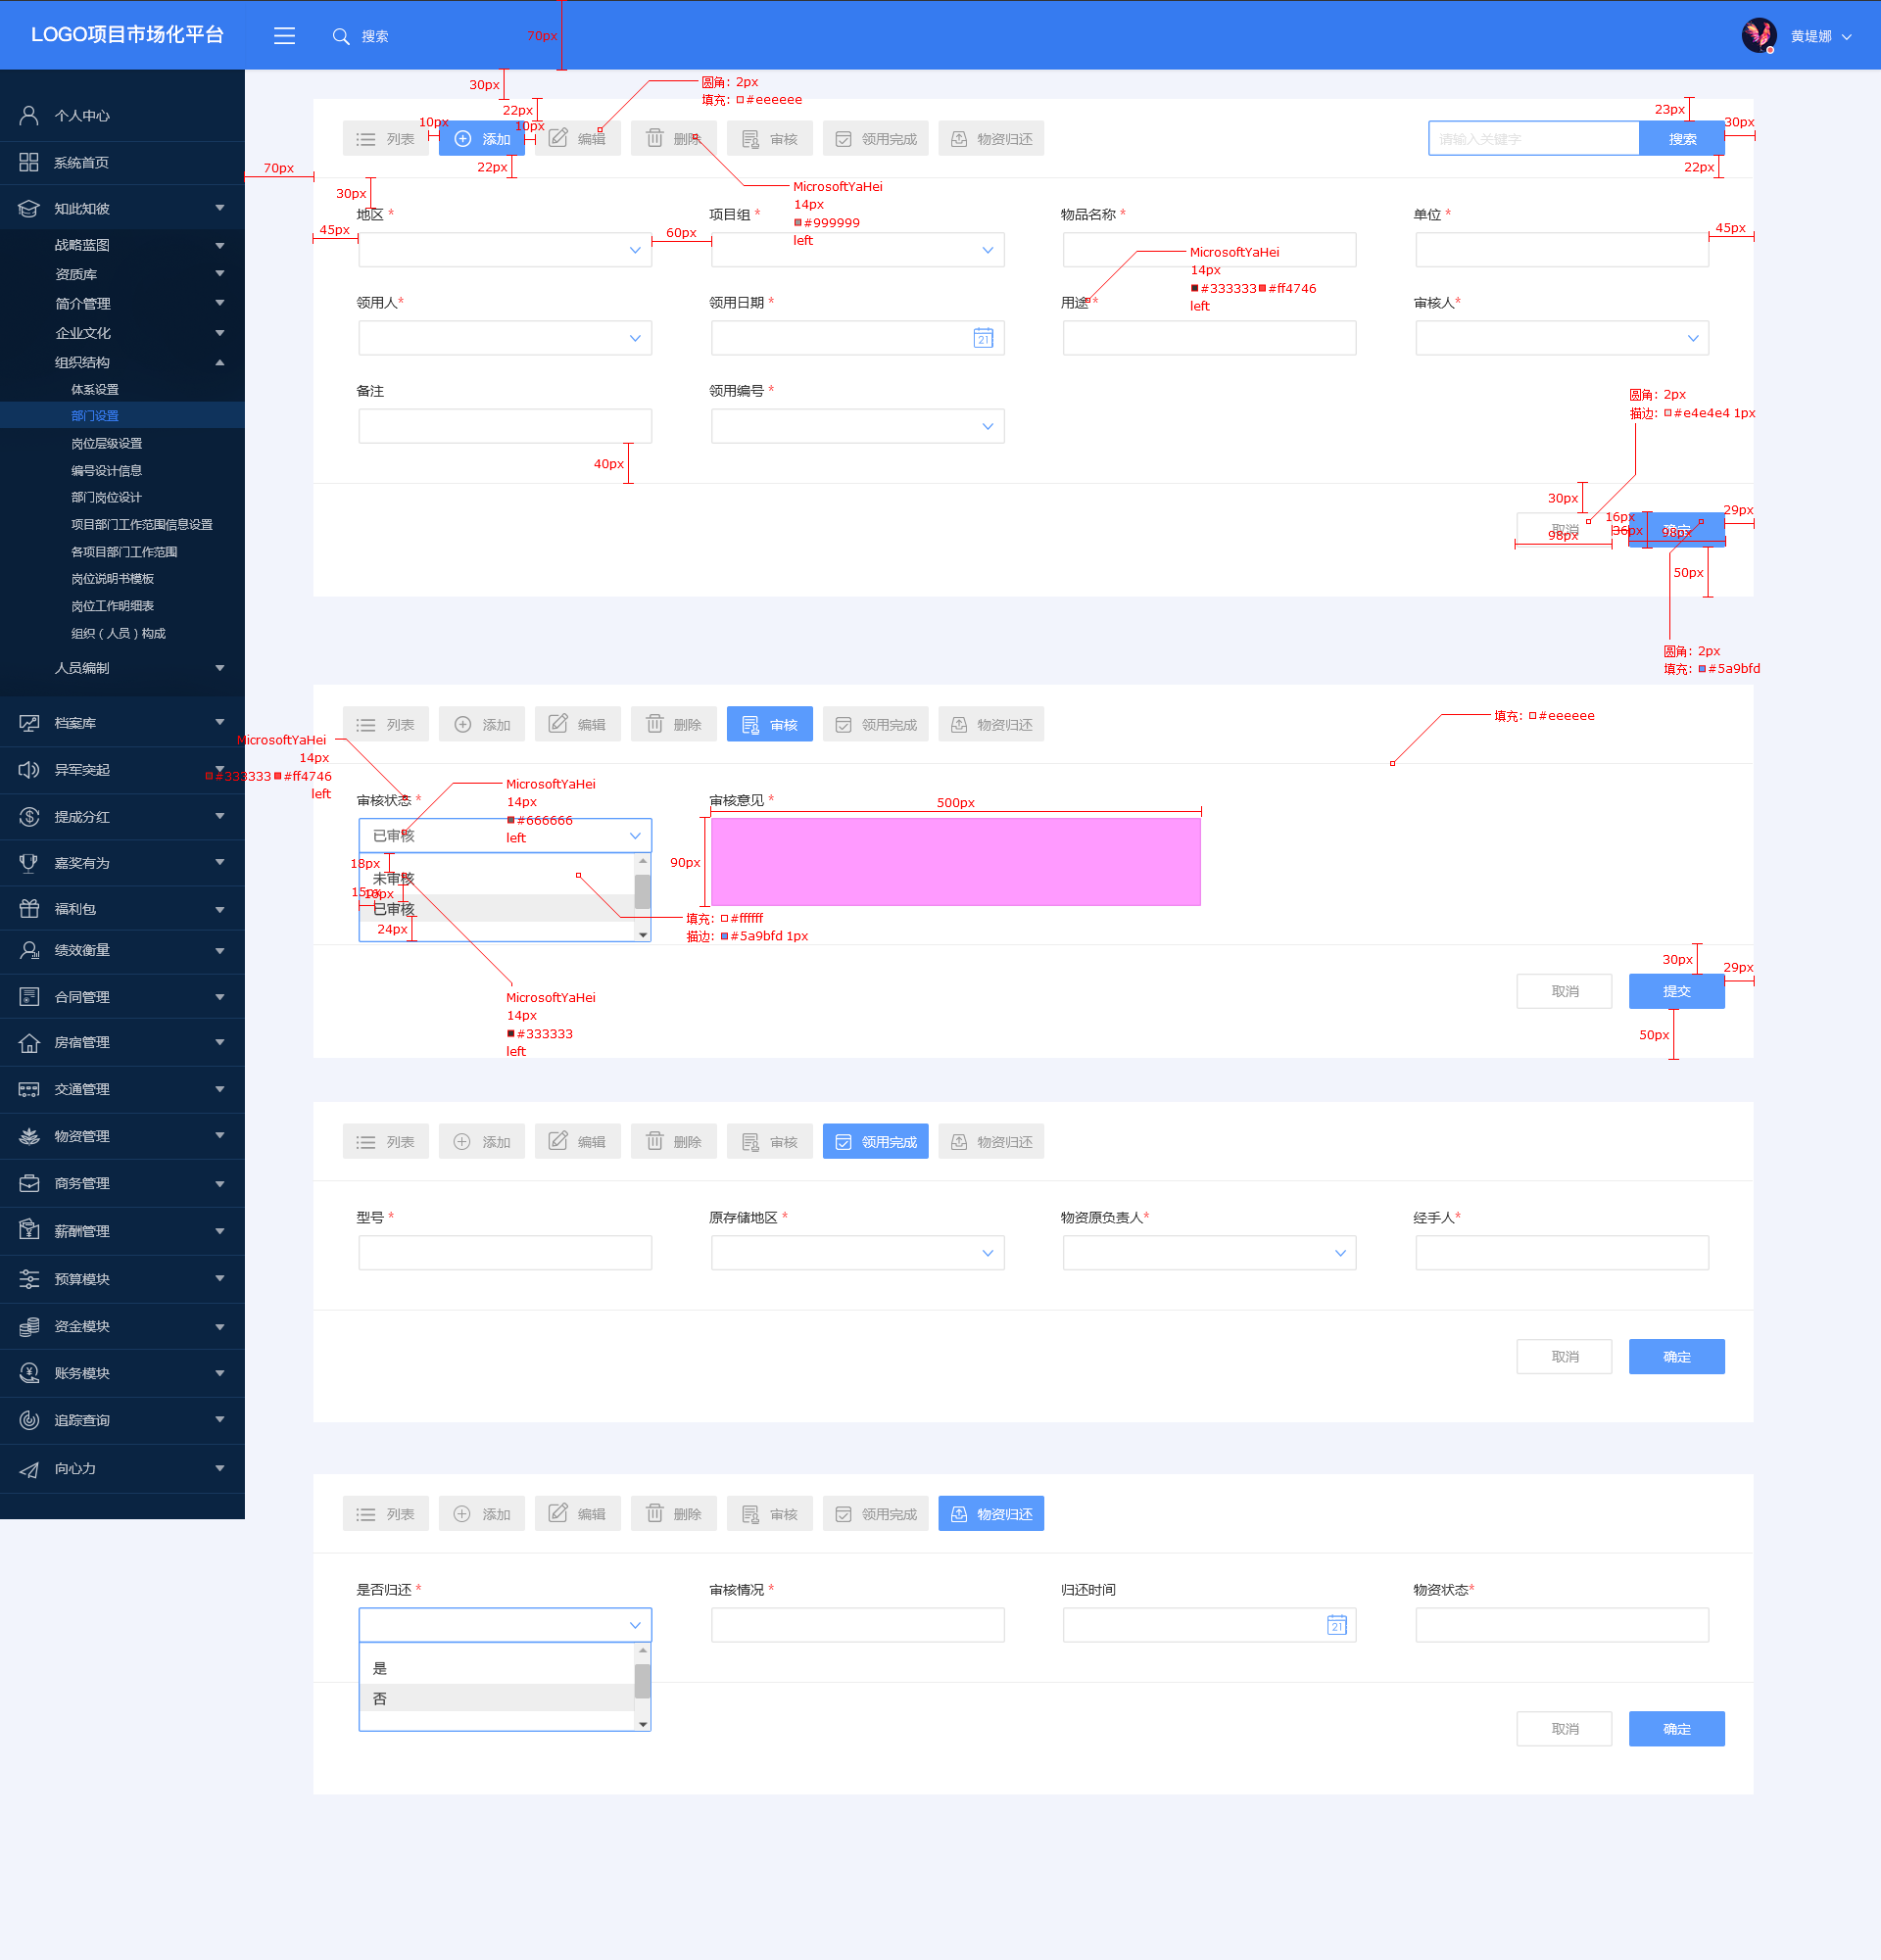 LOGO项目市场化平台
搜索
70px
黄堤娜
个人中心
系统首页
知此知彼
战略蓝图
资质库
简介管理
企业文化
组织结构
体系设置
部门设置
岗位层级设置
编号设计信息
部门岗位设计
项目部门工作范围信息设置
各项目部门工作范围
岗位说明书模板
岗位工作明细表
组织（人员）构成
人员编制
档案库
异军突起
提成分红
嘉奖有为
福利包
绩效衡量
合同管理
房宿管理
交通管理
物资管理
商务管理
薪酬管理
预算模块
资金模块
账务模块
追踪查询
向心力
30px
22px
圆角：2px
填充：#eeeeee
23px
10px
10px
30px
列表
添加
编辑
删除
审核
领用完成
物资归还
请输入关键字
搜索
22px
22px
70px
30px
MicrosoftYaHei
14px
#999999
left
地区 *
项目组 *
物品名称 *
单位 *
45px
60px
45px
MicrosoftYaHei
14px
#333333 #ff4746
left
领用人*
领用日期 *
用途 *
审核人*
21
备注
领用编号 *
圆角：2px
描边：#e4e4e4 1px
40px
30px
16px
29px
取消
确定
36px
98px
98px
50px
圆角：2px
填充：#5a9bfd
列表
添加
编辑
删除
审核
领用完成
物资归还
填充：#eeeeee
MicrosoftYaHei
14px
#333333 #ff4746
left
MicrosoftYaHei
14px
#666666
left
审核状态 *
审核意见 *
500px
已审核
90px
18px
未审核
15px
16px
已审核
24px
填充：#ffffff
描边：#5a9bfd 1px
30px
29px
取消
提交
MicrosoftYaHei
14px
#333333
left
50px
列表
添加
编辑
删除
审核
领用完成
物资归还
型号 *
原存储地区 *
物资原负责人*
经手人*
取消
确定
列表
添加
编辑
删除
审核
领用完成
物资归还
是否归还 *
审核情况 *
归还时间
物资状态*
21
是
否
取消
确定